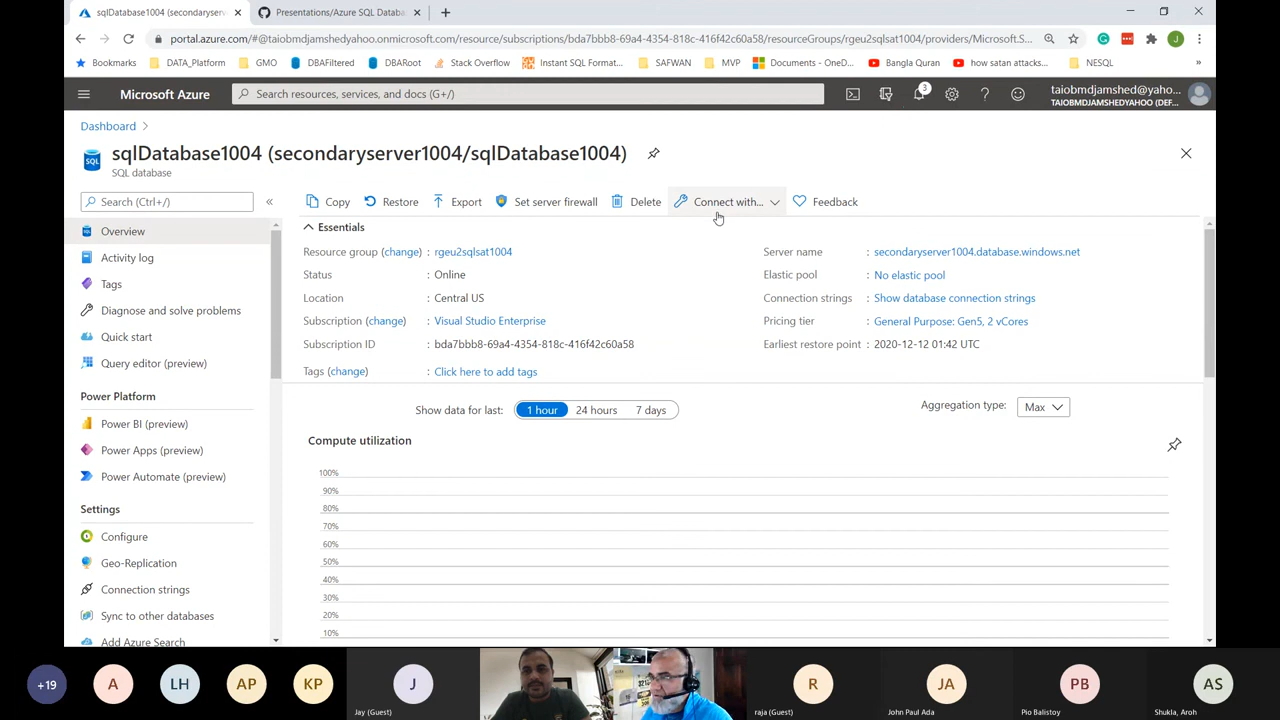 sqlDatabase1004 (secondaryserver
Presentations/Azure SQL Databa
portal.azure.com/#@taiobmdjamshedyahoo.onmicrosoft.com/resource/subscriptions/bda7bbb8-69a4-4354-818c-416f42c60a58/resourceGroups/rgeu2sqlsat1004/providers/Microsoft.S...
J
Bookmarks DATA_Platform GMO DBAFiltered DBARoot Stack Overflow Instant SQL Format... SAFWAN MVP Documents - OneD... Bangla Quran how satan attacks... NESQL »
Microsoft Azure
Search resources, services, and docs (G+/)
3
taiobmdjamshed@yaho...
TAIOBMDJAMSHEDYAHOO (DEF...
Dashboard
sqlDatabase1004 (secondaryserver1004/sqlDatabase1004)
SQL
SQL database
Search (Ctrl+/)
«
Copy Restore Export Set server firewall Delete Connect with... Feedback
Overview
Activity log
Tags
Diagnose and solve problems
Quick start
Query editor (preview)
Power Platform
Power BI (preview)
Power Apps (preview)
Power Automate (preview)
Settings
Configure
Geo-Replication
Connection strings
Sync to other databases
Add Azure Search
Essentials
Resource group (change) : rgeu2sqlsat1004
Status : Online
Location : Central US
Subscription (change) : Visual Studio Enterprise
Subscription ID : bda7bbb8-69a4-4354-818c-416f42c60a58
Tags (change) : Click here to add tags
Server name : secondaryserver1004.database.windows.net
Elastic pool : No elastic pool
Connection strings : Show database connection strings
Pricing tier : General Purpose: Gen5, 2 vCores
Earliest restore point : 2020-12-12 01:42 UTC
Show data for last: 1 hour 24 hours 7 days
Aggregation type: Max
Compute utilization
100%
90%
80%
70%
60%
50%
40%
30%
20%
10%
+19 A LH AP KP J R JA PB AS
Jay (Guest) raja (Guest) John Paul Ada Pio Balistoy Shukla, Aroh